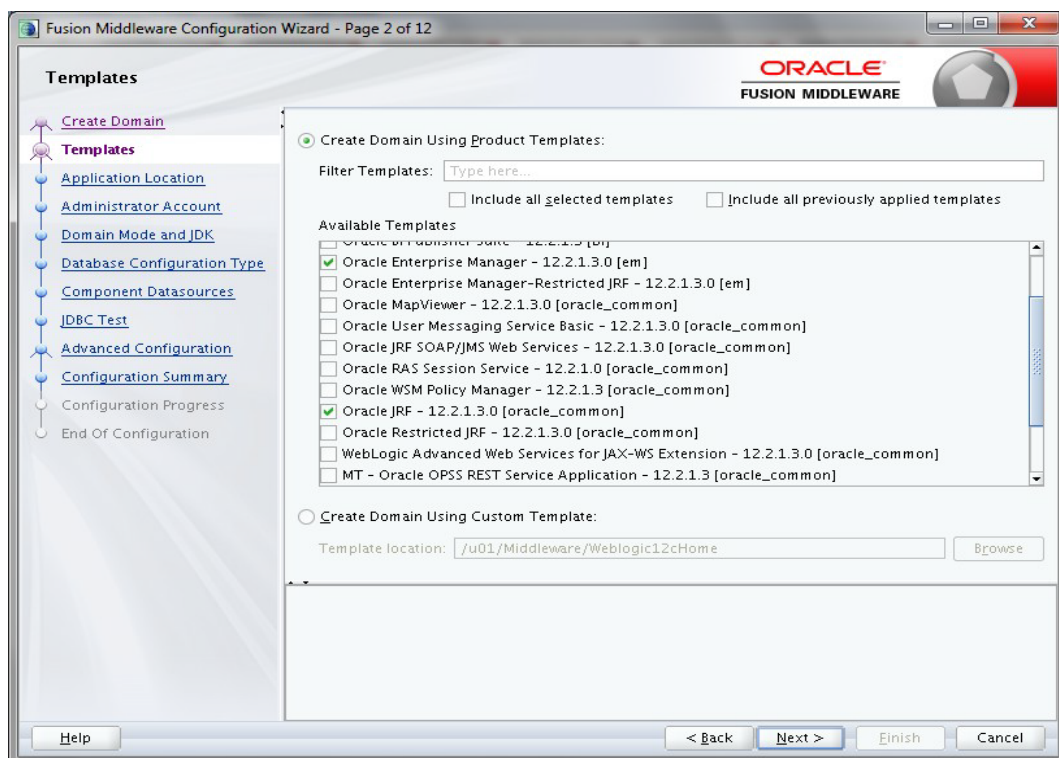 Fusion Middleware Configuration Wizard - Page 2 of 12
Templates
ORACLE
FUSION MIDDLEWARE
Create Domain
Templates
Application Location
Administrator Account
Domain Mode and JDK
Database Configuration Type
Component Datasources
JDBC Test
Advanced Configuration
Configuration Summary
Configuration Progress
End Of Configuration
Create Domain Using Product Templates:
Filter Templates: Type here...
Include all selected templates Include all previously applied templates
Available Templates
Oracle BI Publisher Suite - 12.2.1.3 [bi]
Oracle Enterprise Manager - 12.2.1.3.0 [em]
Oracle Enterprise Manager-Restricted JRF - 12.2.1.3.0 [em]
Oracle MapViewer - 12.2.1.3.0 [oracle_common]
Oracle User Messaging Service Basic - 12.2.1.3.0 [oracle_common]
Oracle JRF SOAP/JMS Web Services - 12.2.1.3.0 [oracle_common]
Oracle RAS Session Service - 12.2.1.0 [oracle_common]
Oracle WSM Policy Manager - 12.2.1.3 [oracle_common]
Oracle JRF - 12.2.1.3.0 [oracle_common]
Oracle Restricted JRF - 12.2.1.3.0 [oracle_common]
WebLogic Advanced Web Services for JAX-WS Extension - 12.2.1.3.0 [oracle_common]
MT - Oracle OPSS REST Service Application - 12.2.1.3 [oracle_common]
Create Domain Using Custom Template:
Template location: /u01/Middleware/Weblogic12cHome Browse
Help < Back Next > Finish Cancel